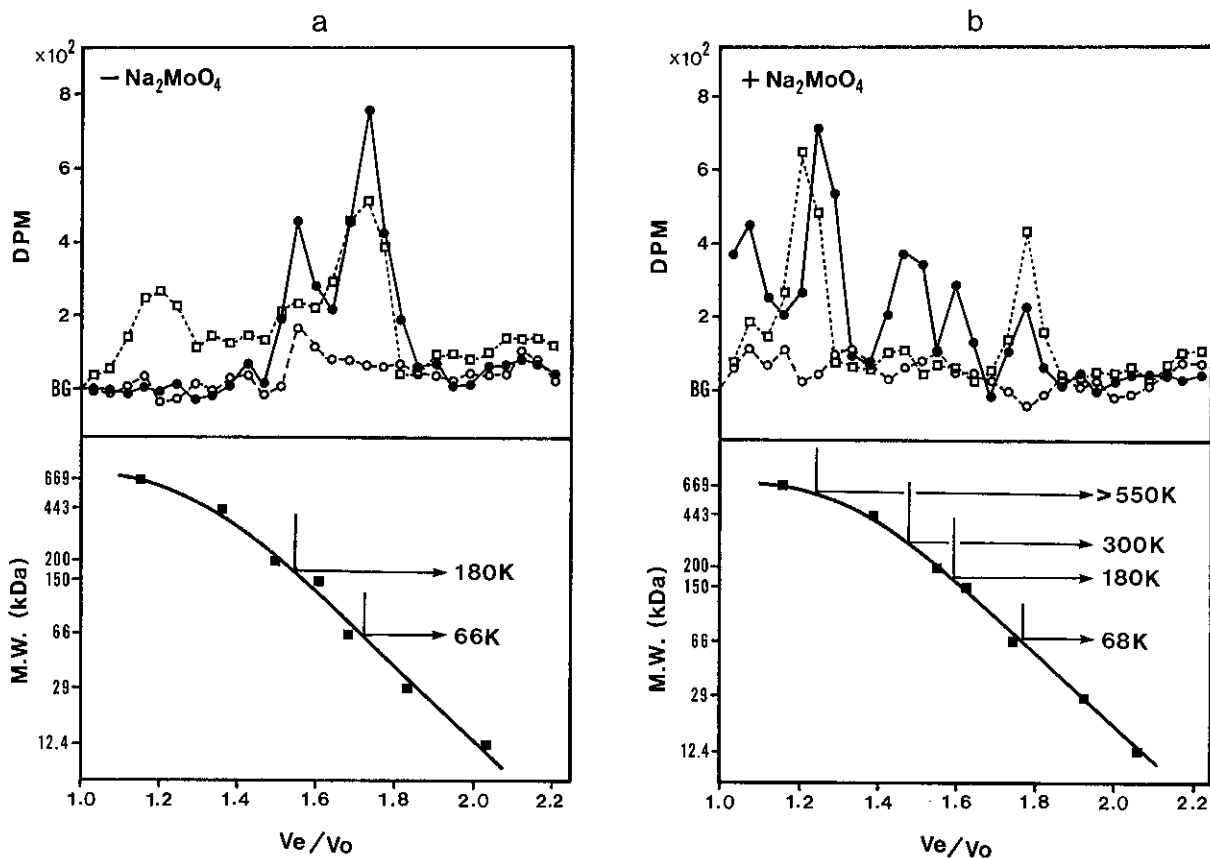 a
×10²
− Na₂MoO₄
8
6
4
2
BG
DPM
669
443
200
150
66
29
12.4
M.W. (kDa)
180K
66K
1.0 1.2 1.4 1.6 1.8 2.0 2.2
Ve/Vo
b
×10²
+ Na₂MoO₄
8
6
4
2
BG
DPM
669
443
200
150
66
29
12.4
M.W. (kDa)
>550K
300K
180K
68K
1.0 1.2 1.4 1.6 1.8 2.0 2.2
Ve/Vo